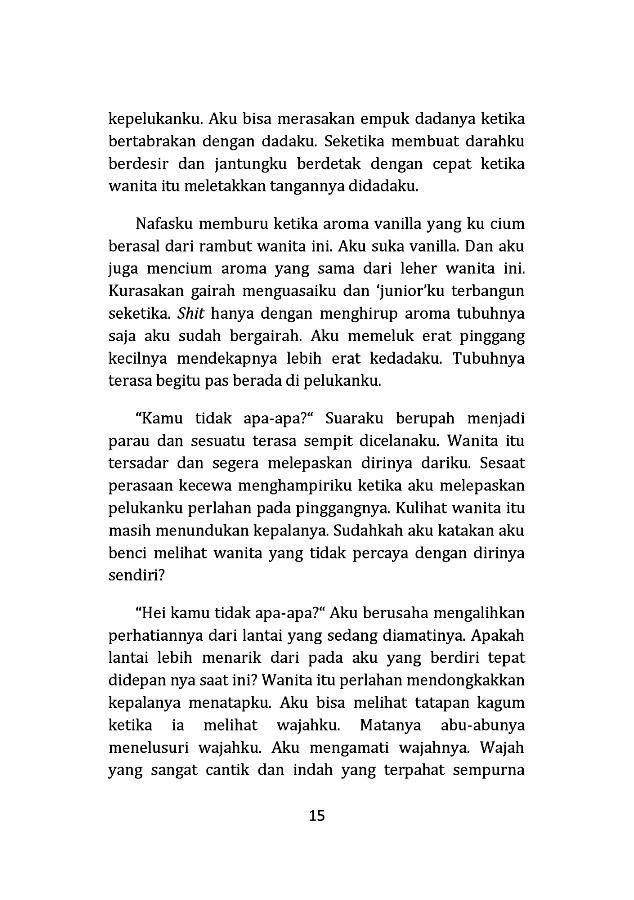 kepelukanku. Aku bisa merasakan empuk dadanya ketika
bertabrakan dengan dadaku. Seketika membuat darahku
berdesir dan jantungku berdetak dengan cepat ketika
wanita itu meletakkan tangannya didadaku.
Nafasku memburu ketika aroma vanilla yang ku cium
berasal dari rambut wanita ini. Aku suka vanilla. Dan aku
juga mencium aroma yang sama dari leher wanita ini.
Kurasakan gairah menguasaiku dan ‘junior’ku terbangun
seketika. Shit hanya dengan menghirup aroma tubuhnya
saja aku sudah bergairah. Aku memeluk erat pinggang
kecilnya mendekapnya lebih erat kedadaku. Tubuhnya
terasa begitu pas berada di pelukanku.
“Kamu tidak apa-apa?“ Suaraku berupah menjadi
parau dan sesuatu terasa sempit dicelanaku. Wanita itu
tersadar dan segera melepaskan dirinya dariku. Sesaat
perasaan kecewa menghampiriku ketika aku melepaskan
pelukanku perlahan pada pinggangnya. Kulihat wanita itu
masih menundukan kepalanya. Sudahkah aku katakan aku
benci melihat wanita yang tidak percaya dengan dirinya
sendiri?
“Hei kamu tidak apa-apa?“ Aku berusaha mengalihkan
perhatiannya dari lantai yang sedang diamatinya. Apakah
lantai lebih menarik dari pada aku yang berdiri tepat
didepan nya saat ini? Wanita itu perlahan mendongkakkan
kepalanya menatapku. Aku bisa melihat tatapan kagum
ketika ia melihat wajahku. Matanya abu-abunya
menelusuri wajahku. Aku mengamati wajahnya. Wajah
yang sangat cantik dan indah yang terpahat sempurna
15